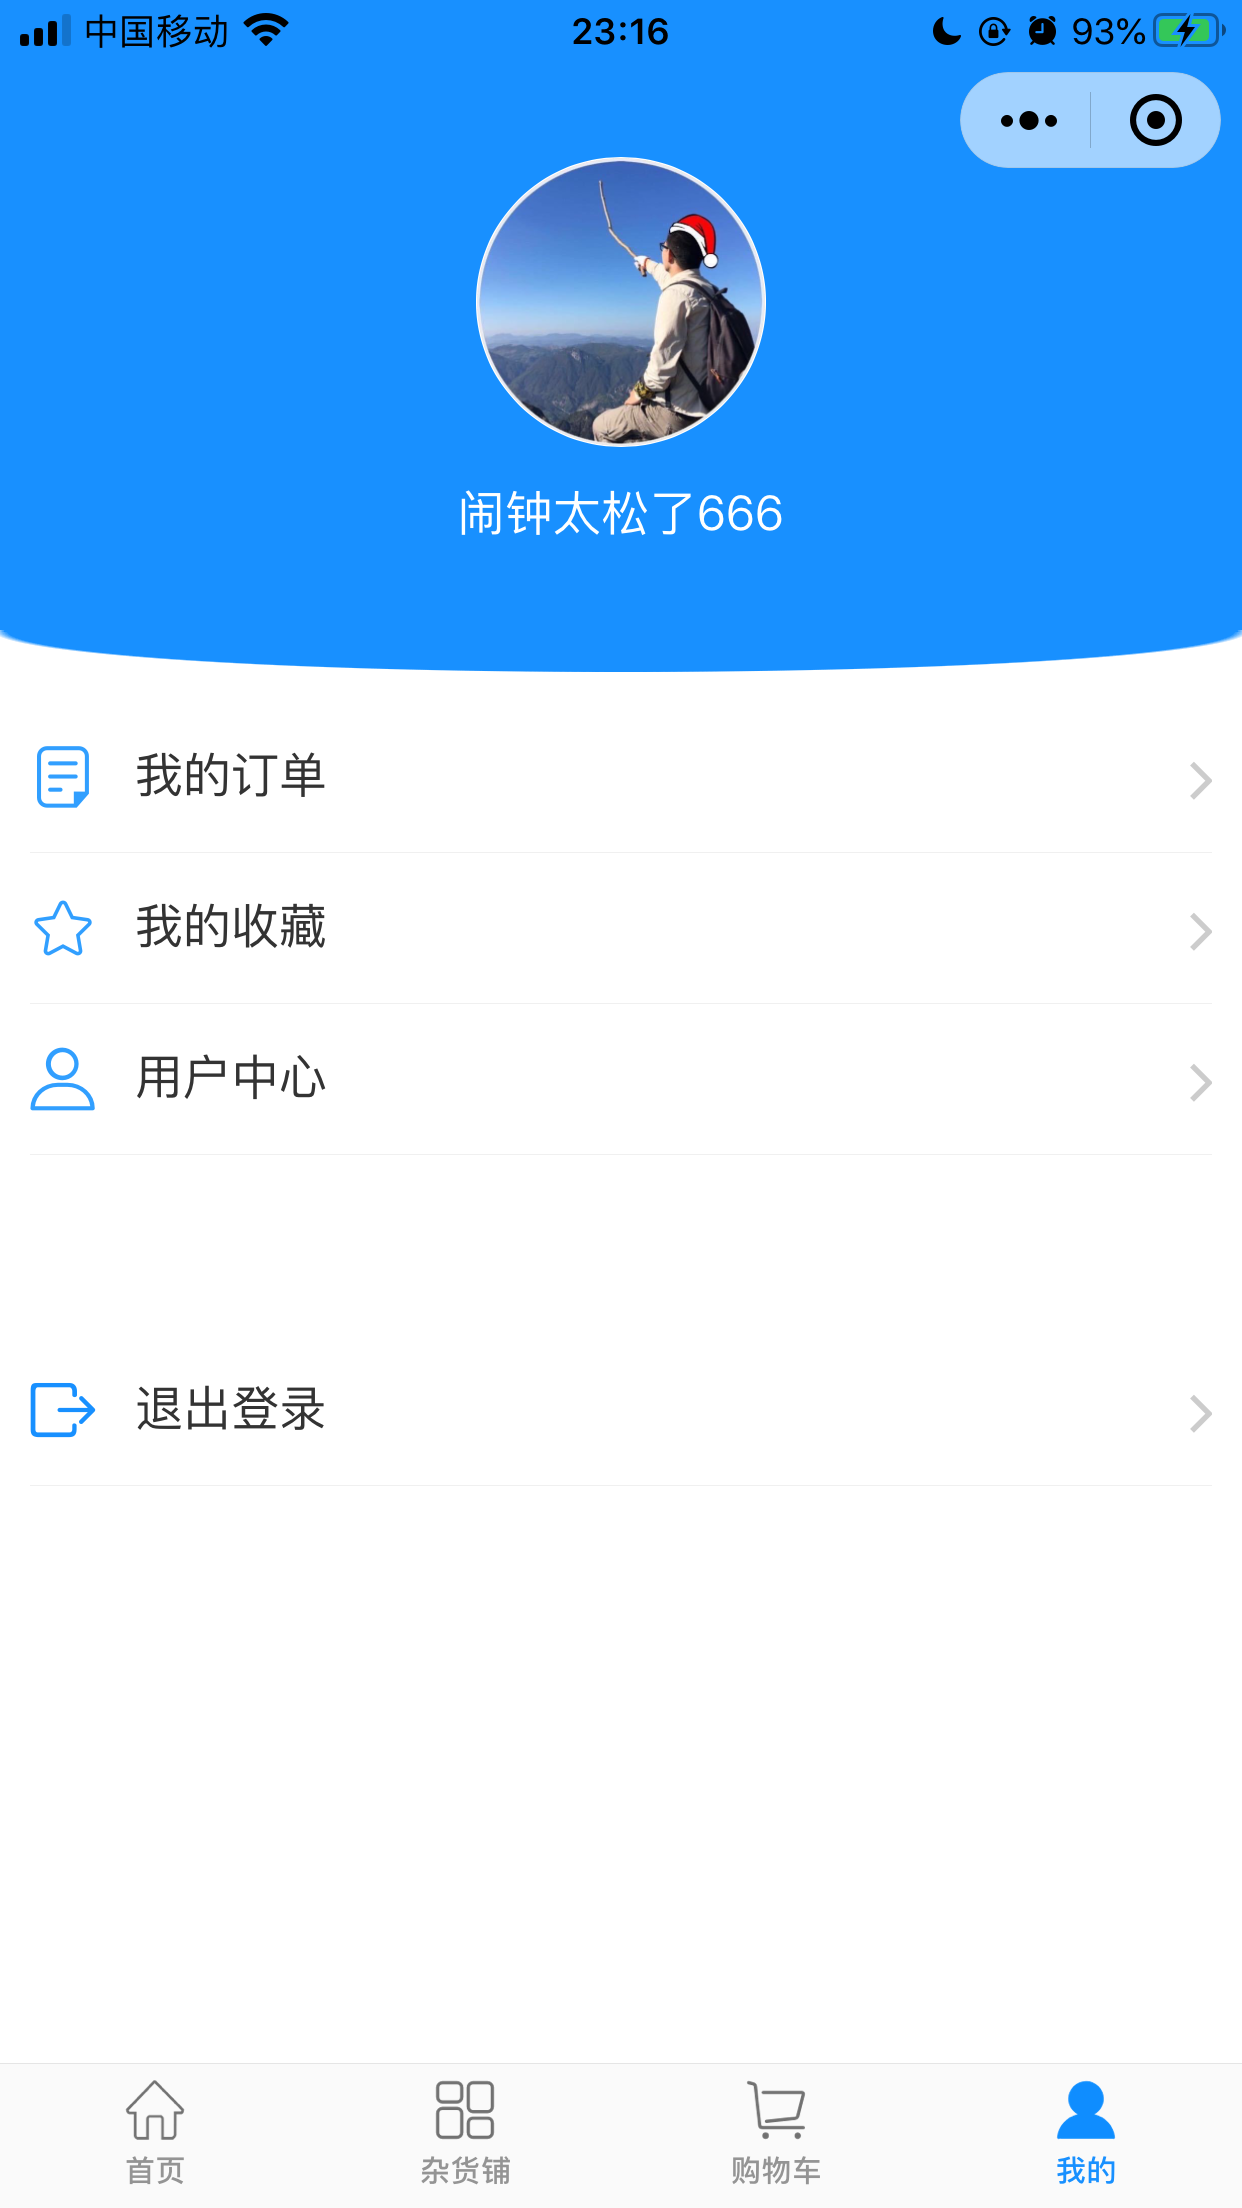 中国移动 23:16 93%
闹钟太松了666
我的订单
我的收藏
用户中心
退出登录
首页 杂货铺 购物车 我的